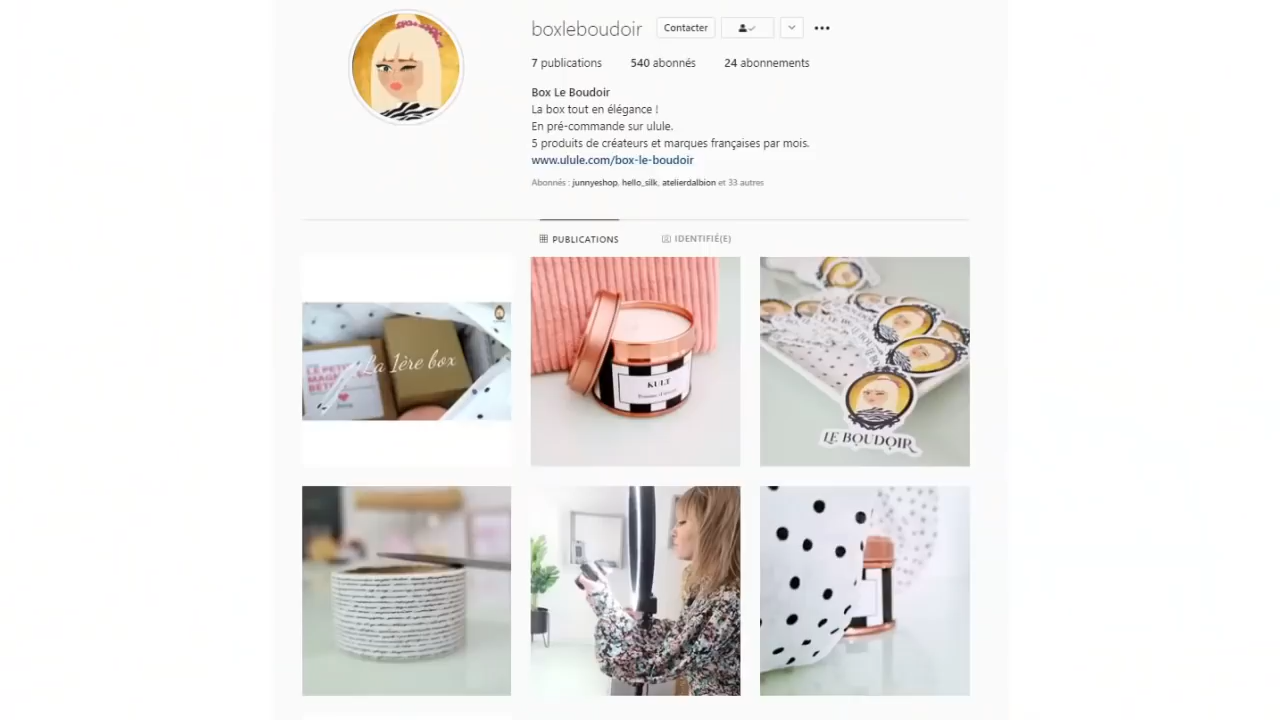 boxleboudoir Contacter
7 publications 540 abonnés 24 abonnements
Box Le Boudoir
La box tout en élégance !
En pré-commande sur ulule.
5 produits de créateurs et marques françaises par mois.
www.ulule.com/box-le-boudoir
Abonnés : junnyeshop, hello_silk, atelierdalbion et 33 autres
PUBLICATIONS IDENTIFIÉ(E)
La 1ère box
LE PETIT
KULT
LE BOUDOIR